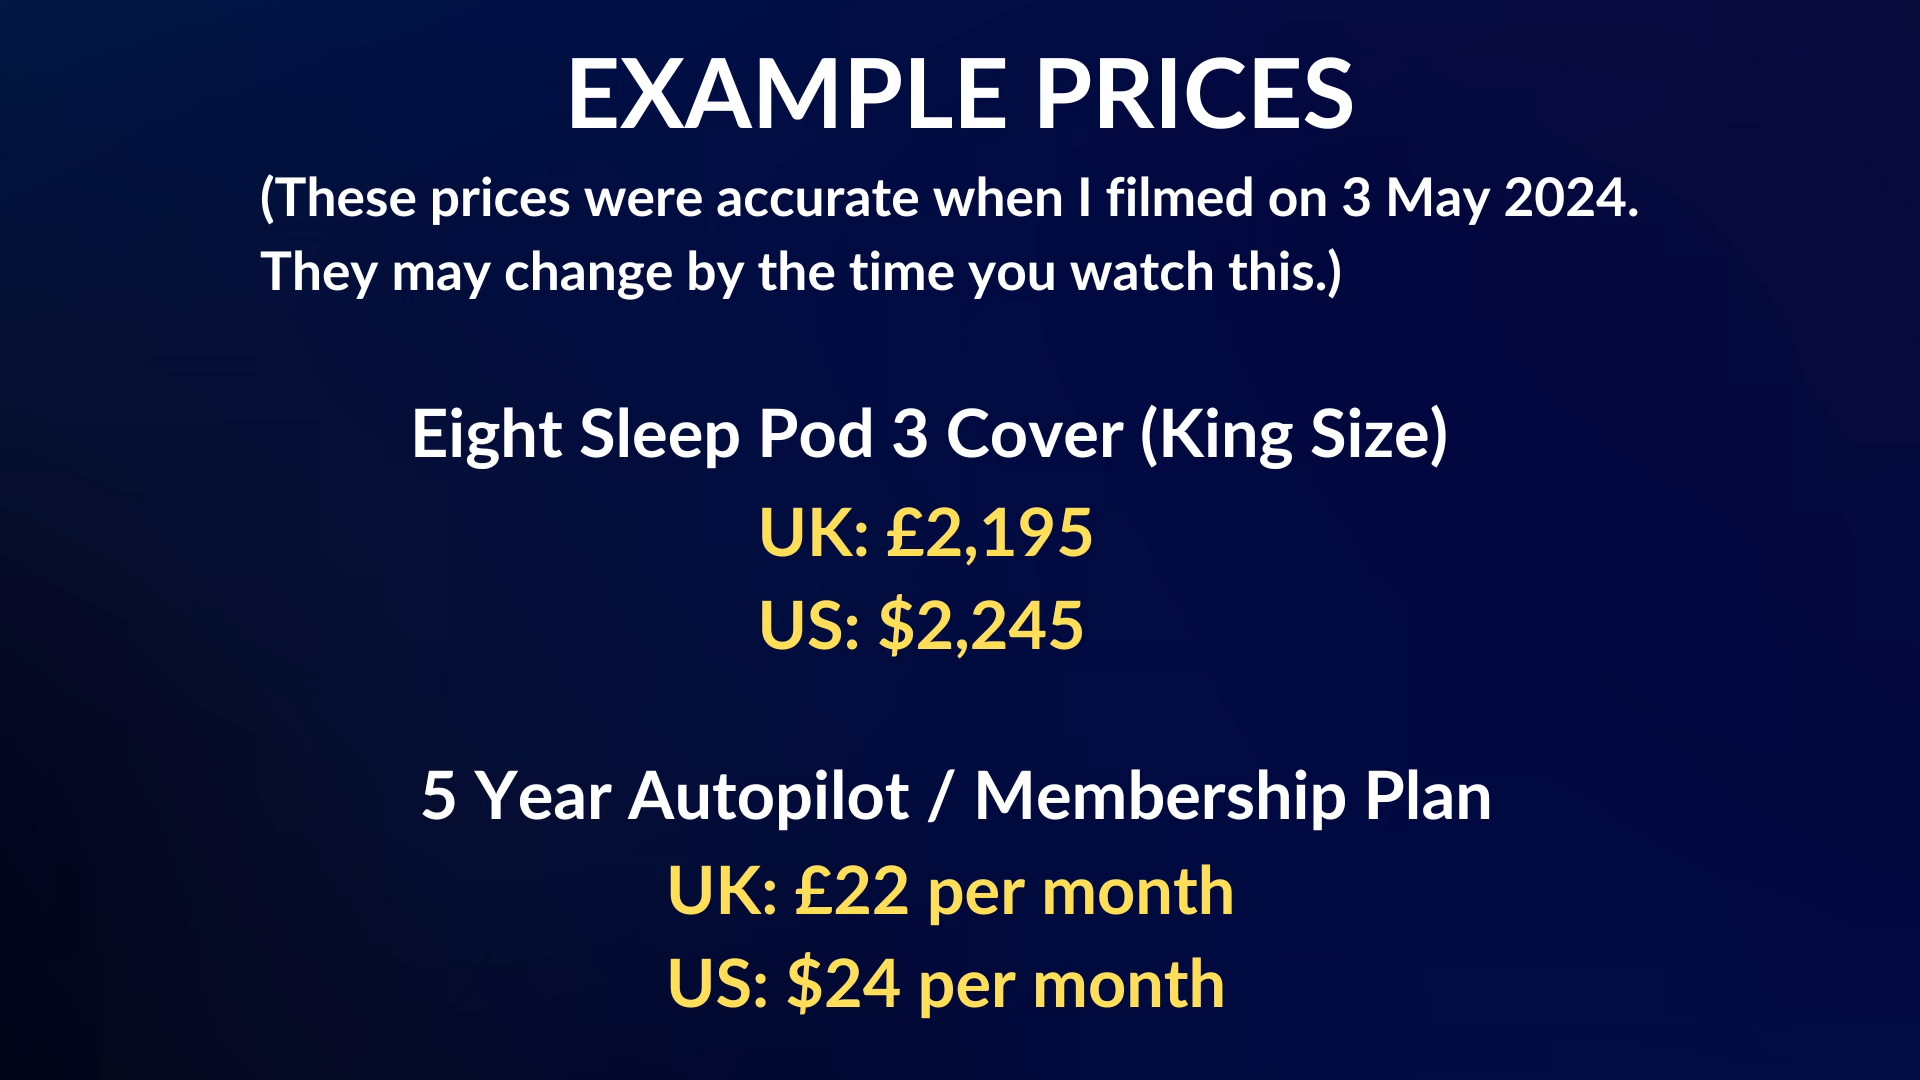 EXAMPLE PRICES
(These prices were accurate when I filmed on 3 May 2024.
They may change by the time you watch this.)
Eight Sleep Pod 3 Cover (King Size)
UK: £2,195
US: $2,245
5 Year Autopilot / Membership Plan
UK: £22 per month
US: $24 per month